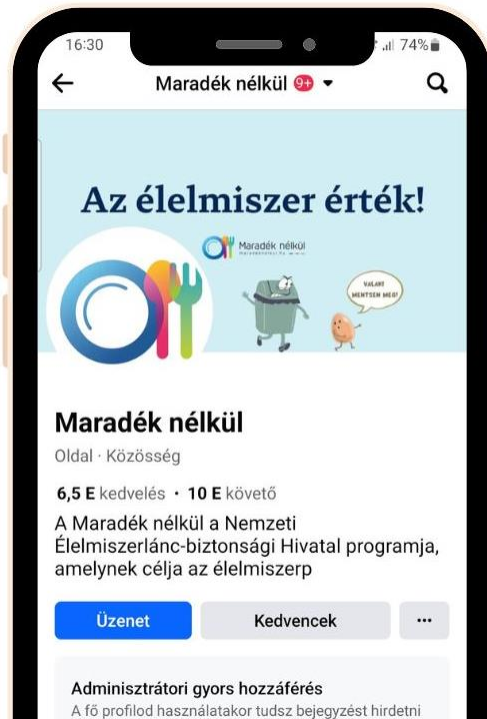 16:30
74%
Maradék nélkül 9+
Az élelmiszer érték!
Maradék nélkül
VALAKI
MENTSEN MEG!
Maradék nélkül
Oldal · Közösség
6,5 E kedvelés • 10 E követő
A Maradék nélkül a Nemzeti
Élelmiszerlánc-biztonsági Hivatal programja,
amelynek célja az élelmiszerp
Üzenet
Kedvencek
Adminisztrátori gyors hozzáférés
A fő profilod használatakor tudsz bejegyzést hirdetni